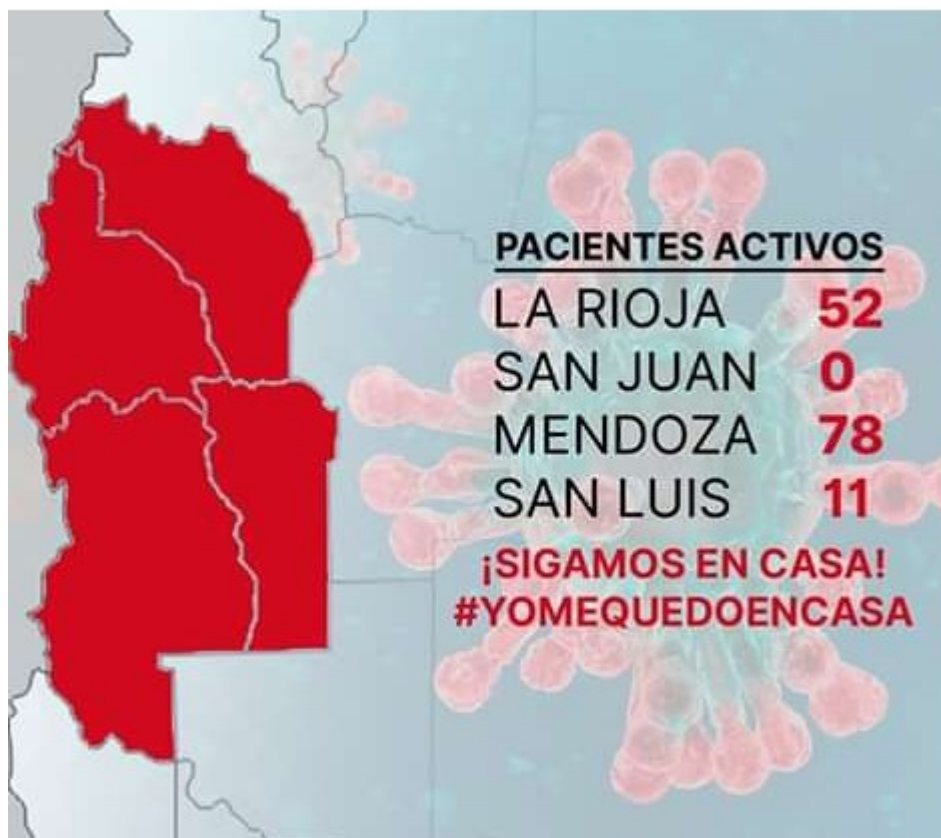 PACIENTES ACTIVOS
LA RIOJA 52
SAN JUAN 0
MENDOZA 78
SAN LUIS 11
¡SIGAMOS EN CASA!
#YOMEQUEDOENCASA